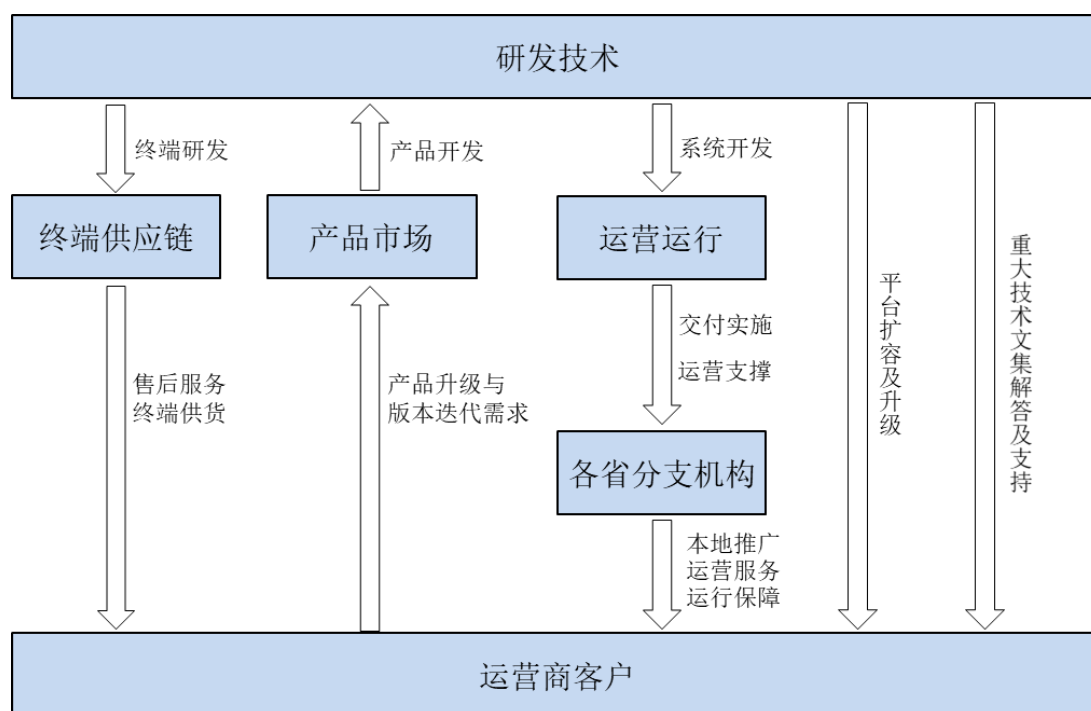 研发技术
终端研发
产品开发
系统开发
终端供应链
产品市场
运营运行
平台扩容及升级
重大技术文集解答及支持
交付实施
运营支撑
售后服务
终端供货
产品升级与
版本迭代需求
各省分支机构
本地推广
运营服务
运行保障
运营商客户